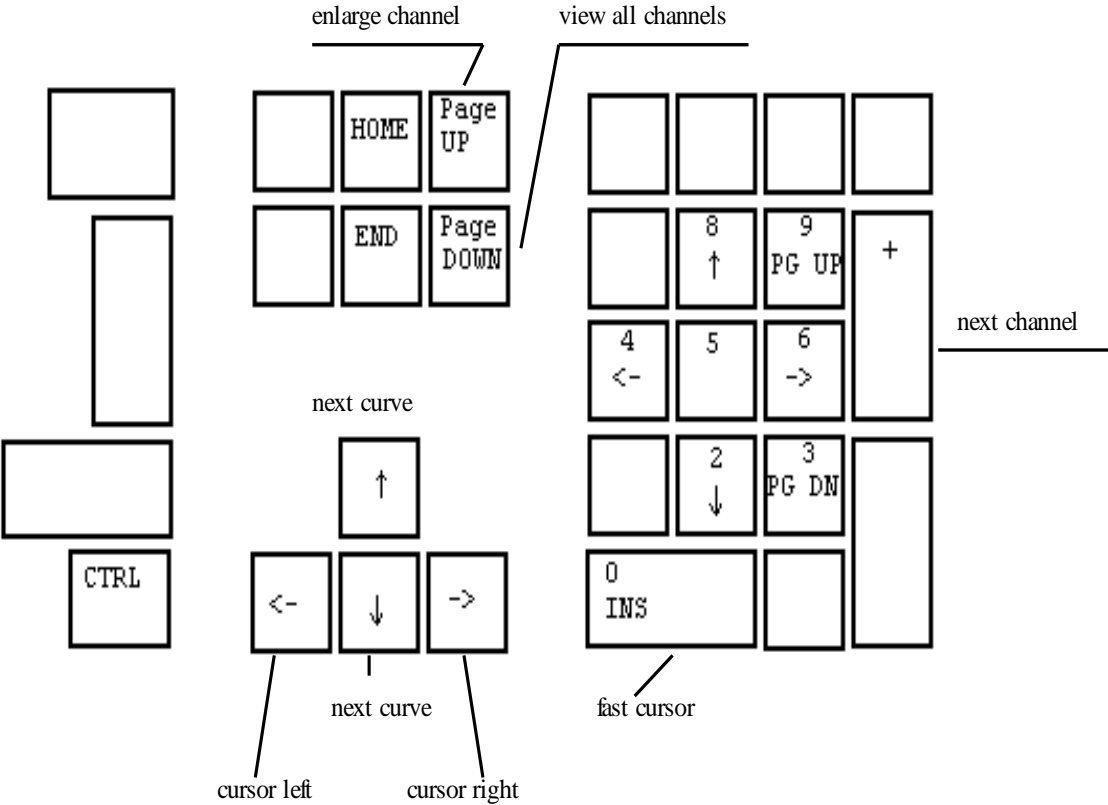 enlarge channel
view all channels
HOME
Page
UP
END
Page
DOWN
8
↑
9
PG UP
+
4
<-
5
6
->
next channel
next curve
↑
2
↓
3
PG DN
CTRL
<-
↓
->
0
INS
next curve
fast cursor
cursor left
cursor right